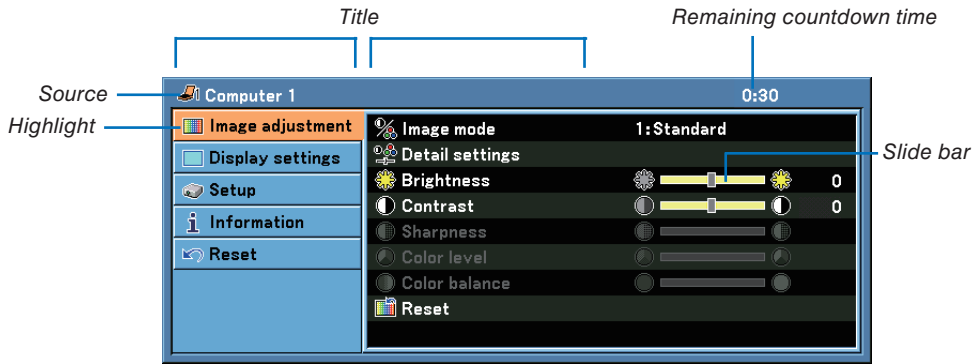 Title
Remaining countdown time
Source
Computer 1
0:30
Highlight
Image adjustment
Display settings
Setup
Information
Reset
Image mode 1:Standard
Detail settings
Brightness 0
Contrast 0
Sharpness
Color level
Color balance
Reset
Slide bar